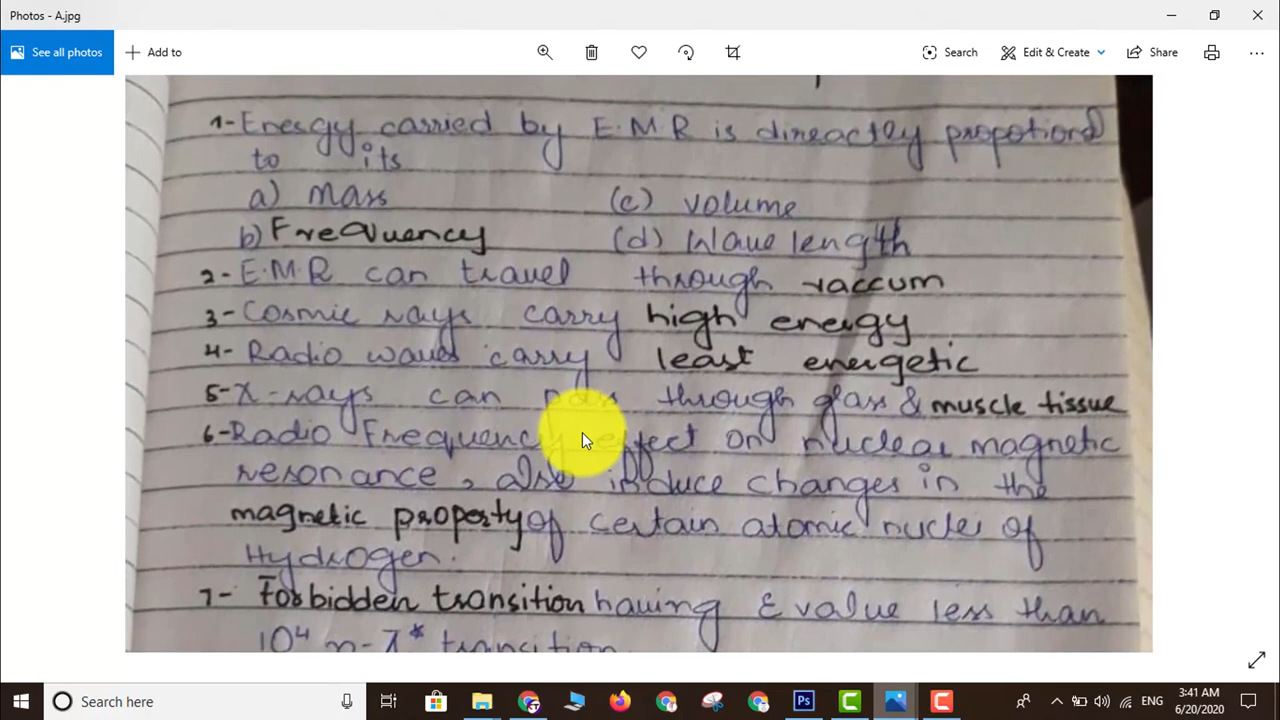 Photos - A.jpg
See all photos
Add to
Search
Edit & Create
Share
1- Energy carried by E.M.R is direactly propotional
to its
a) Mass (c) volume
b) Frequency (d) Wave length
2- E.M.R can travel through vaccum
3- Cosmic rays carry high energy
4- Radio waves carry least energetic
5- X-rays can pass through glass & muscle tissue
6- Radio Frequency effect on nuclear magnetic
resonance, also induce changes in the
magnetic property of certain atomic nuclei of
Hydrogen.
7- Forbidden transition having ε value less than
10⁴ n-π* transition
Search here
ENG
3:41 AM
6/20/2020